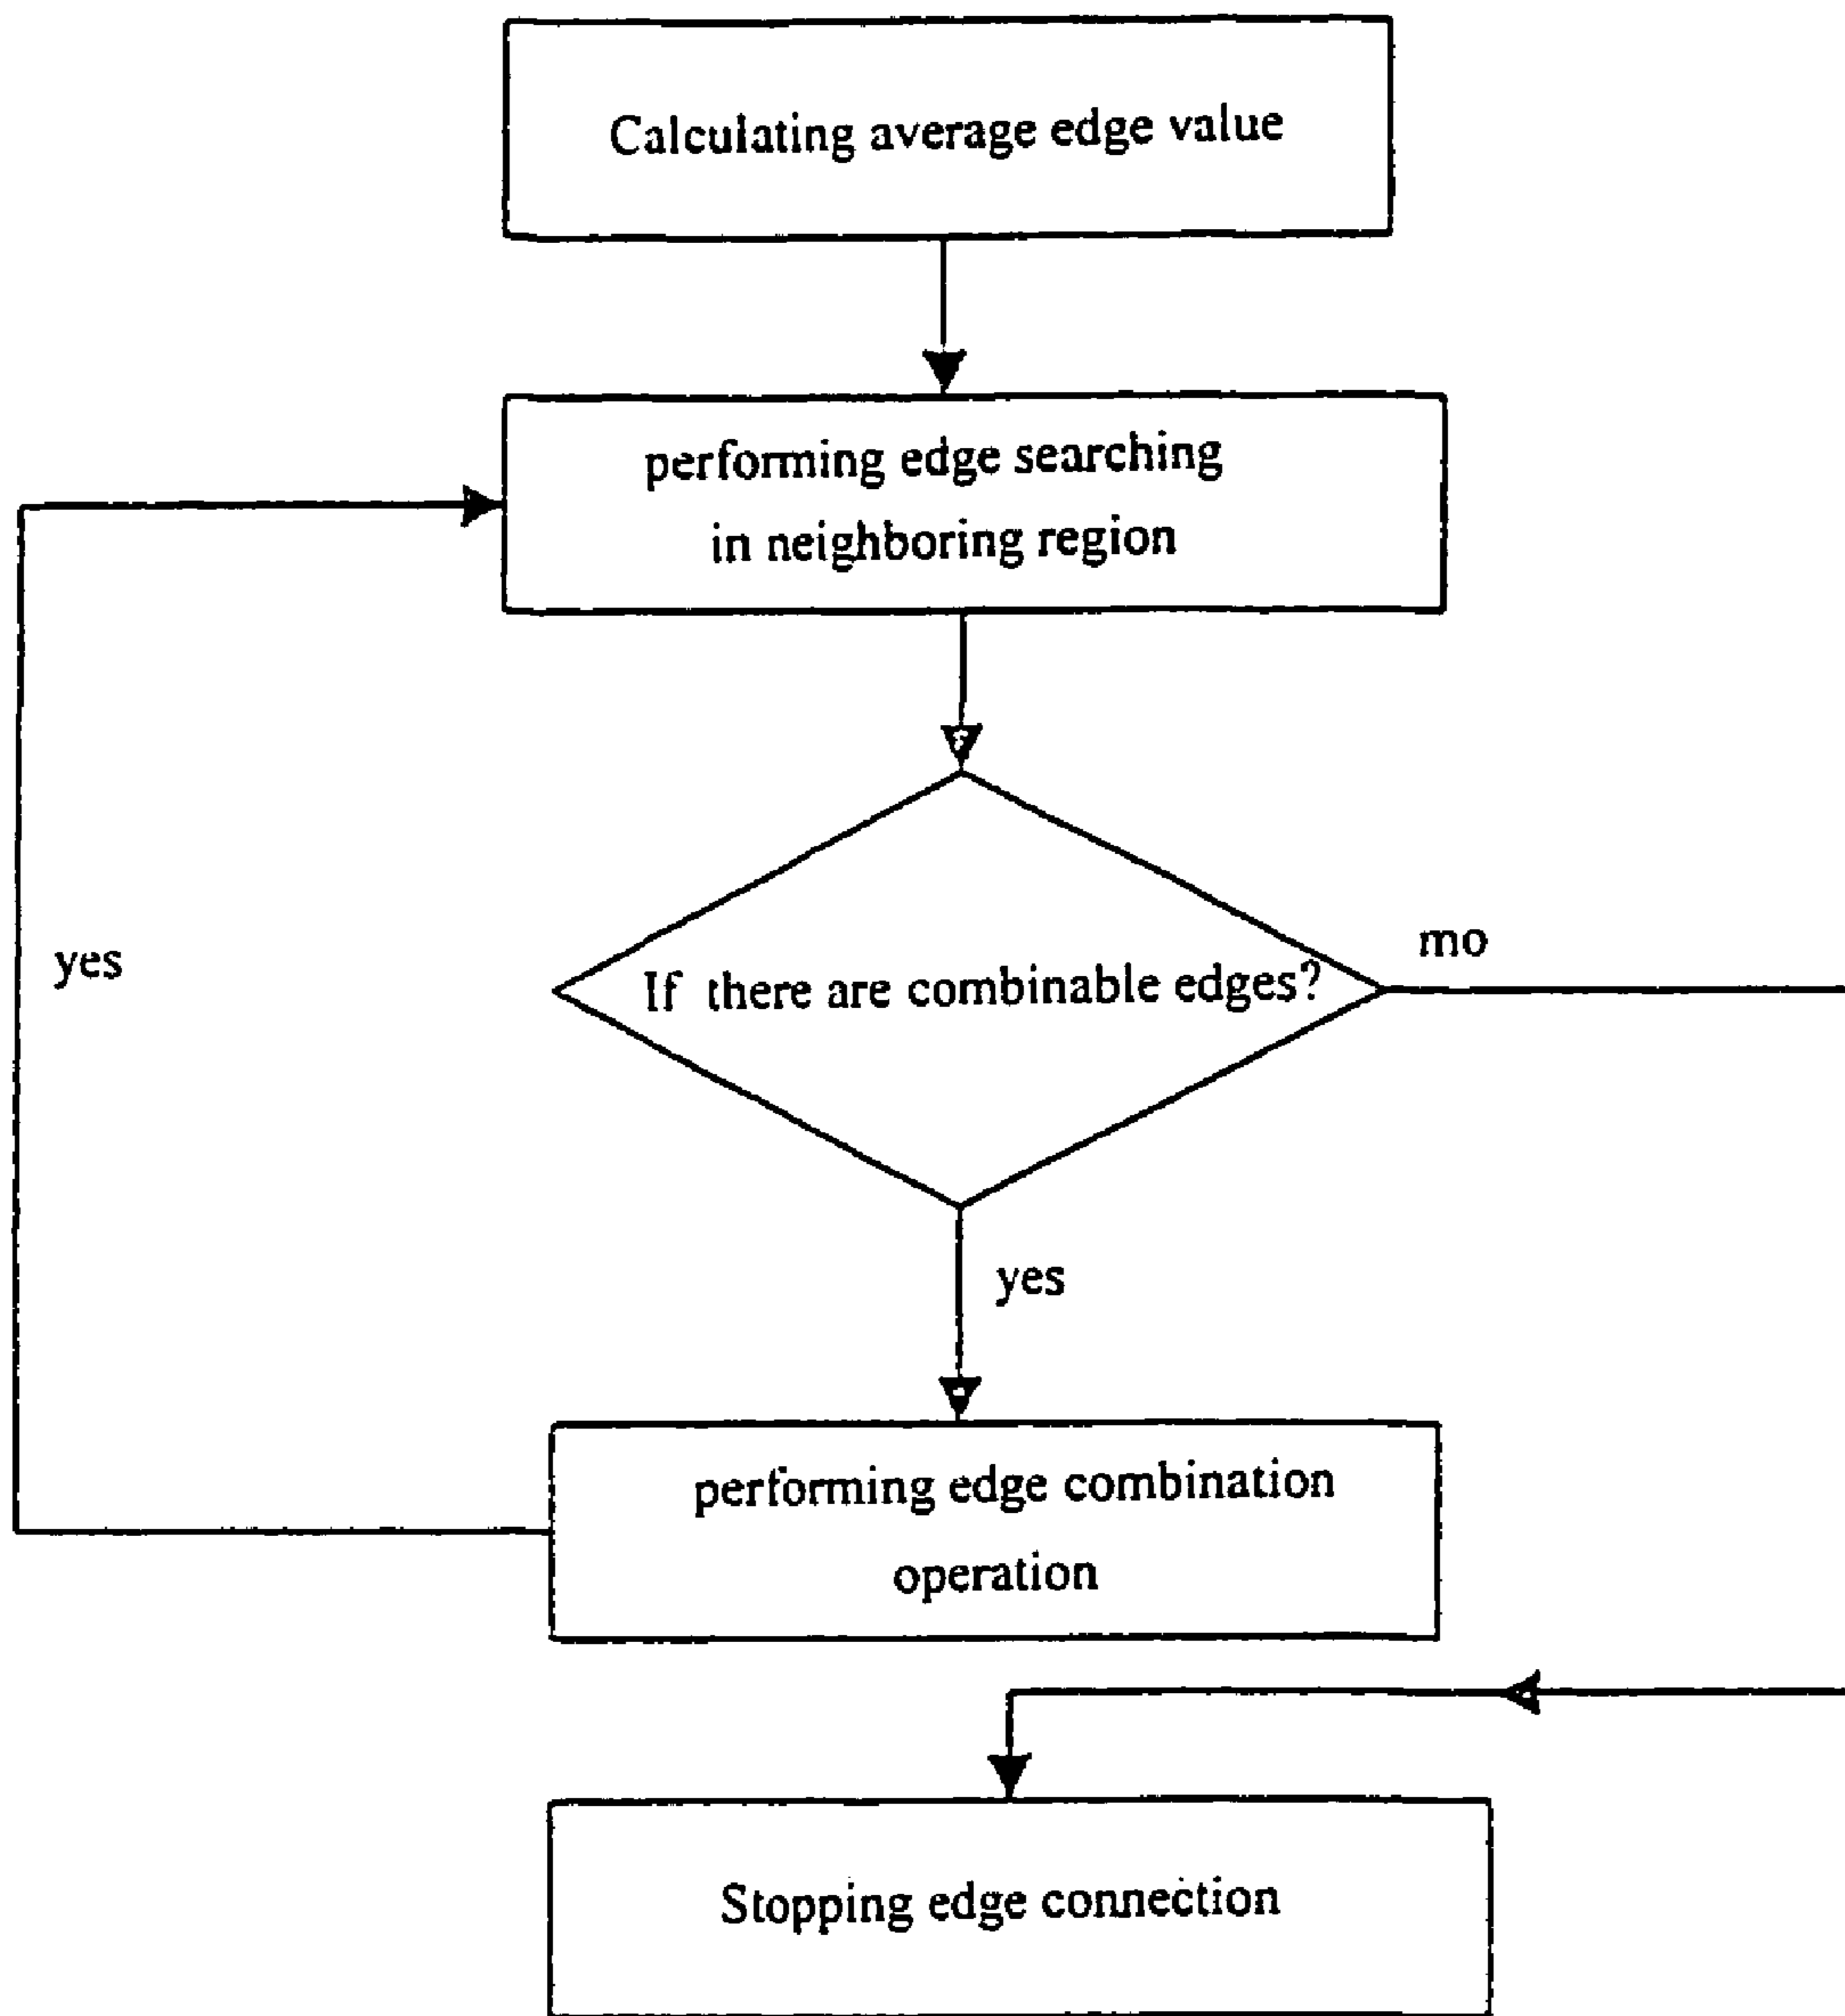 Calculating average edge value
performing edge searching
in neighboring region
If there are combinable edges?
mo
yes
yes
performing edge combination
operation
Stopping edge connection